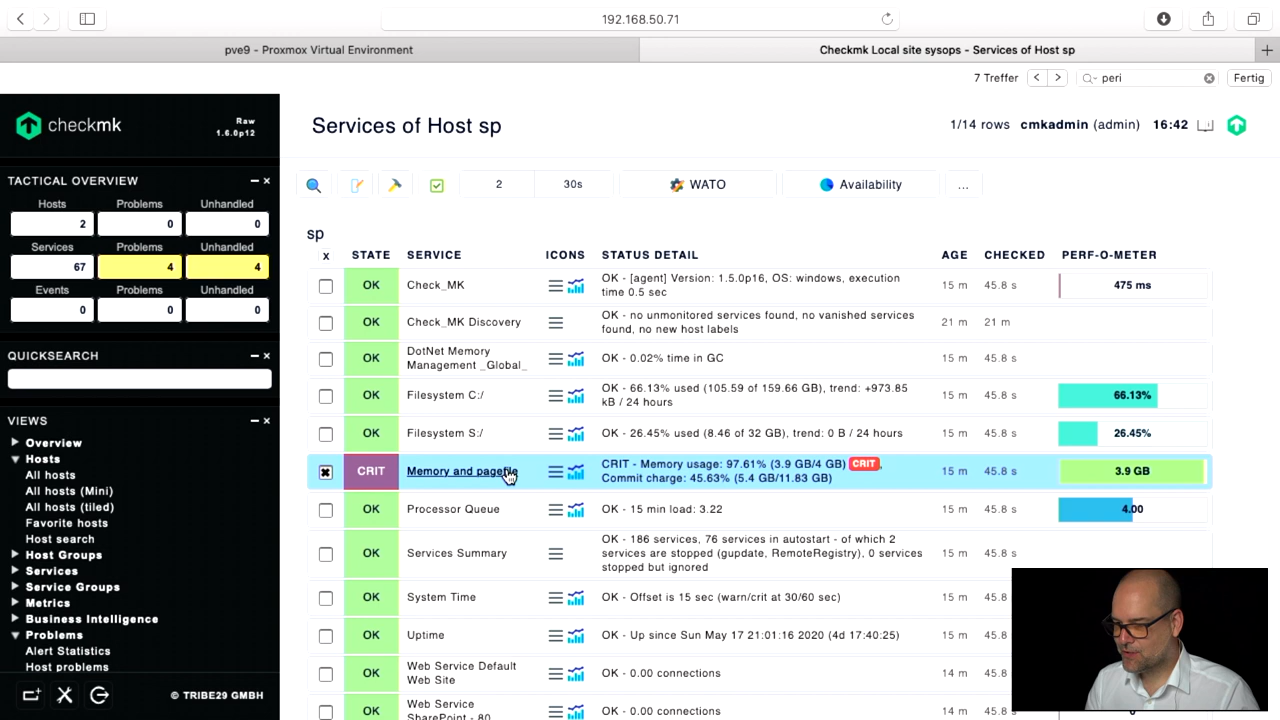 192.168.50.71
pve9 - Proxmox Virtual Environment
Checkmk Local site sysops - Services of Host sp
7 Treffer
peri
Fertig
checkmk
Raw
1.6.0p12
Services of Host sp
1/14 rows cmkadmin (admin) 16:42
TACTICAL OVERVIEW
Hosts Problems Unhandled
2 0 0
Services Problems Unhandled
67 4 4
Events Problems Unhandled
0 0 0
QUICKSEARCH
VIEWS
Overview
Hosts
All hosts
All hosts (Mini)
All hosts (tiled)
Favorite hosts
Host search
Host Groups
Services
Service Groups
Metrics
Business Intelligence
Problems
Alert Statistics
Host problems
© TRIBE29 GMBH
2
30s
WATO
Availability
...
sp
X STATE SERVICE ICONS STATUS DETAIL AGE CHECKED PERF-O-METER
OK Check_MK OK - [agent] Version: 1.5.0p16, OS: windows, execution
time 0.5 sec 15 m 45.8 s 475 ms
OK Check_MK Discovery OK - no unmonitored services found, no vanished services
found, no new host labels 21 m 21 m
OK DotNet Memory
Management _Global_ OK - 0.02% time in GC 15 m 45.8 s
OK Filesystem C:/ OK - 66.13% used (105.59 of 159.66 GB), trend: +973.85
kB / 24 hours 15 m 45.8 s 66.13%
OK Filesystem S:/ OK - 26.45% used (8.46 of 32 GB), trend: 0 B / 24 hours 15 m 45.8 s 26.45%
CRIT Memory and pagefile CRIT - Memory usage: 97.61% (3.9 GB/4 GB) CRIT,
Commit charge: 45.63% (5.4 GB/11.83 GB) 15 m 45.8 s 3.9 GB
OK Processor Queue OK - 15 min load: 3.22 15 m 45.8 s 4.00
OK Services Summary OK - 186 services, 76 services in autostart - of which 2
services are stopped (gupdate, RemoteRegistry), 0 services
stopped but ignored 15 m 45.8 s
OK System Time OK - Offset is 15 sec (warn/crit at 30/60 sec) 15 m 45.8
OK Uptime OK - Up since Sun May 17 21:01:16 2020 (4d 17:40:25) 15 m 45.8
OK Web Service Default
Web Site OK - 0.00 connections 14 m 45.8
OK Web Service
SharePoint - 80 OK - 0.00 connections 14 m 45.8